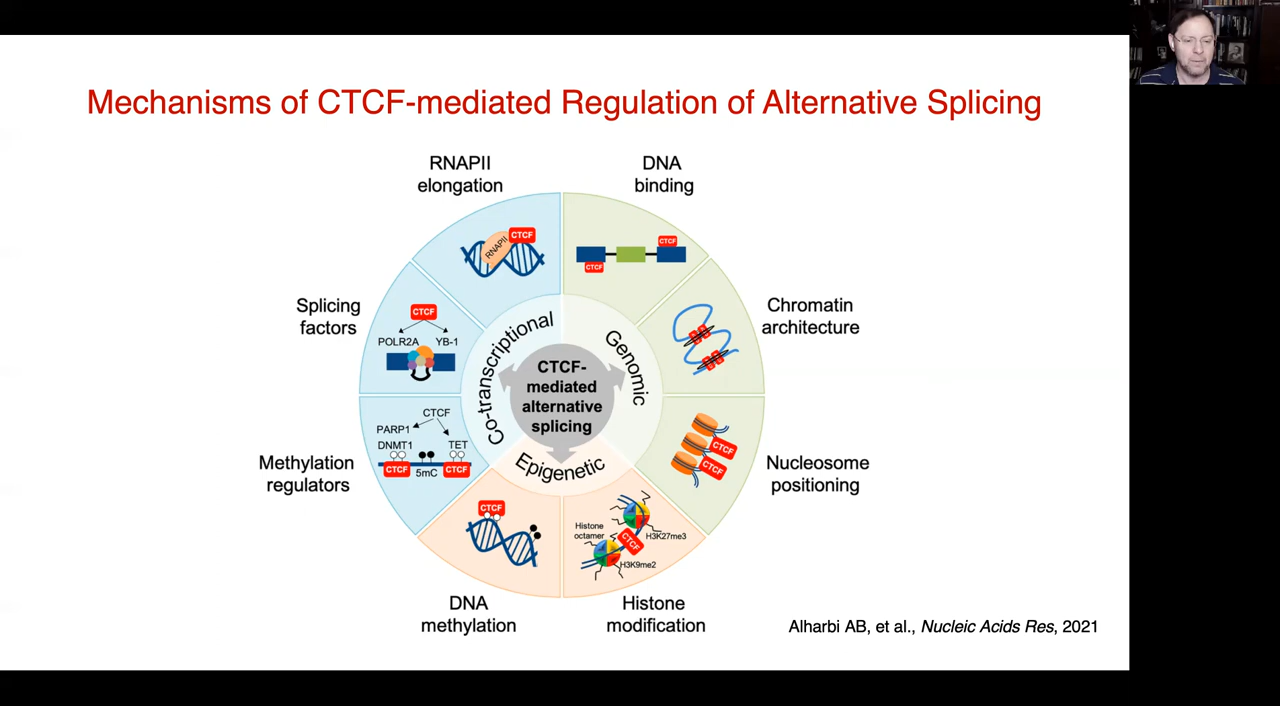 Mechanisms of CTCF-mediated Regulation of Alternative Splicing
RNAPII
elongation
DNA
binding
CTCF
RNAPII
CTCF
CTCF
Splicing
factors
CTCF
POLR2A YB-1
Chromatin
architecture
Co-transcriptional
Genomic
Epigenetic
CTCF-
mediated
alternative
splicing
Methylation
regulators
CTCF
PARP1
DNMT1 TET
CTCF 5mC CTCF
Nucleosome
positioning
CTCF
CTCF
CTCF
Histone
octamer
CTCF
H3K27me3
H3K9me2
DNA
methylation
Histone
modification
Alharbi AB, et al., Nucleic Acids Res, 2021